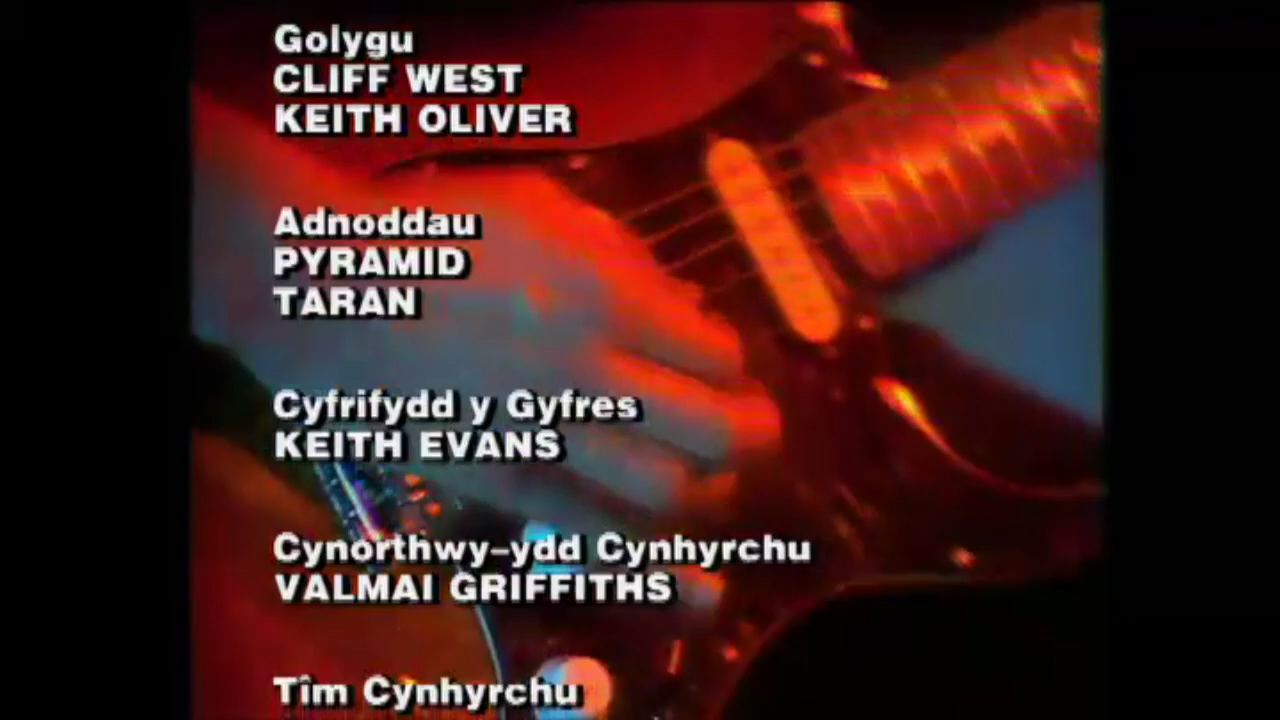 Golygu
CLIFF WEST
KEITH OLIVER
Adnoddau
PYRAMID
TARAN
Cyfrifydd y Gyfres
KEITH EVANS
Cynorthwy-ydd Cynhyrchu
VALMAI GRIFFITHS
Tîm Cynhyrchu